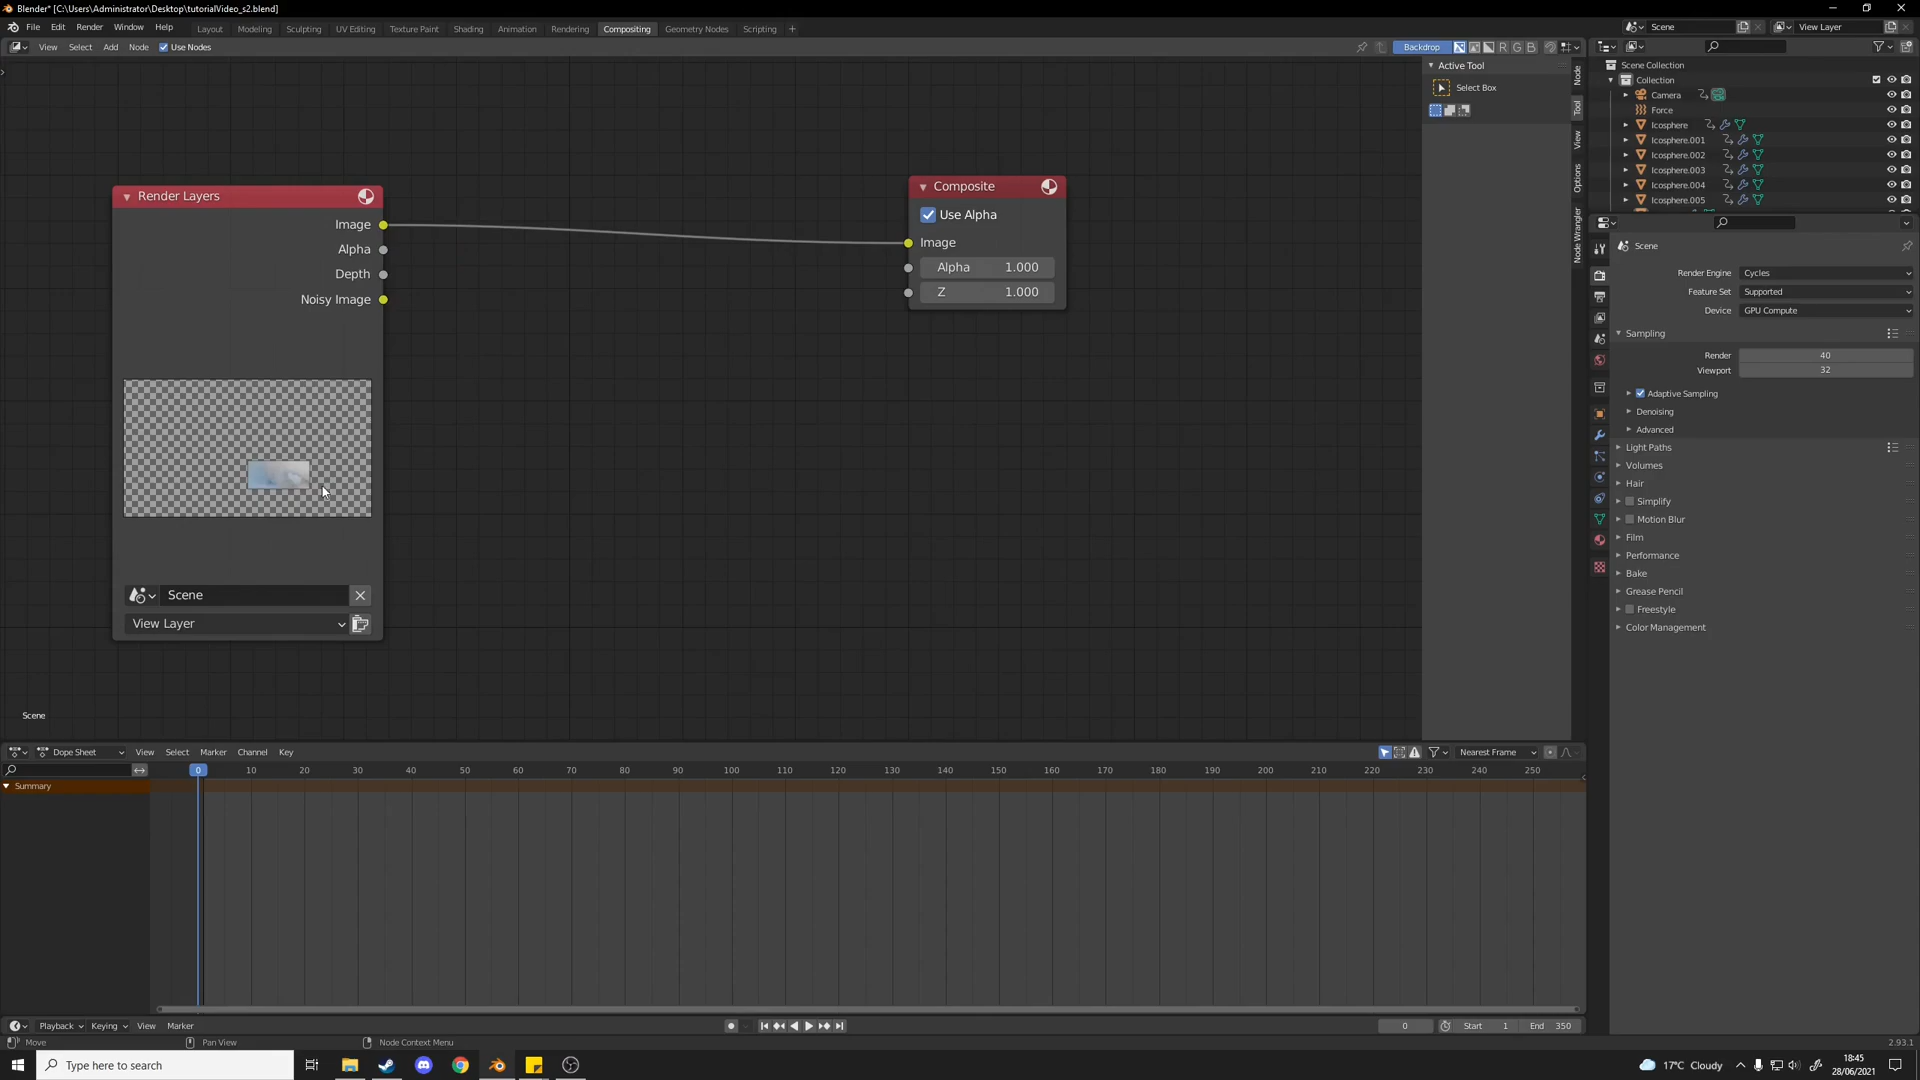 Blender* [C:\Users\Administrator\Desktop\tutorialVideo_s2.blend]
File Edit Render Window Help
Layout Modeling Sculpting UV Editing Texture Paint Shading Animation Rendering Compositing Geometry Nodes Scripting +
Scene View Layer
View Select Add Node Use Nodes
Backdrop R G B
Active Tool
Select Box
Node
Tool
View
Options
Node Wrangler
Scene Collection
Collection
Camera
Force
Icosphere
Icosphere.001
Icosphere.002
Icosphere.003
Icosphere.004
Icosphere.005
Render Layers
Image
Alpha
Depth
Noisy Image
Scene
View Layer
Composite
Use Alpha
Image
Alpha 1.000
Z 1.000
Scene
Scene
Render Engine Cycles
Feature Set Supported
Device GPU Compute
Sampling
Render 40
Viewport 32
Adaptive Sampling
Denoising
Advanced
Light Paths
Volumes
Hair
Simplify
Motion Blur
Film
Performance
Bake
Grease Pencil
Freestyle
Color Management
Dope Sheet View Select Marker Channel Key
Nearest Frame
0 10 20 30 40 50 60 70 80 90 100 110 120 130 140 150 160 170 180 190 200 210 220 230 240 250
Summary
Playback Keying View Marker
0 Start 1 End 350
Move Pan View Node Context Menu
2.93.1
Type here to search
17°C Cloudy
18:45
28/06/2021